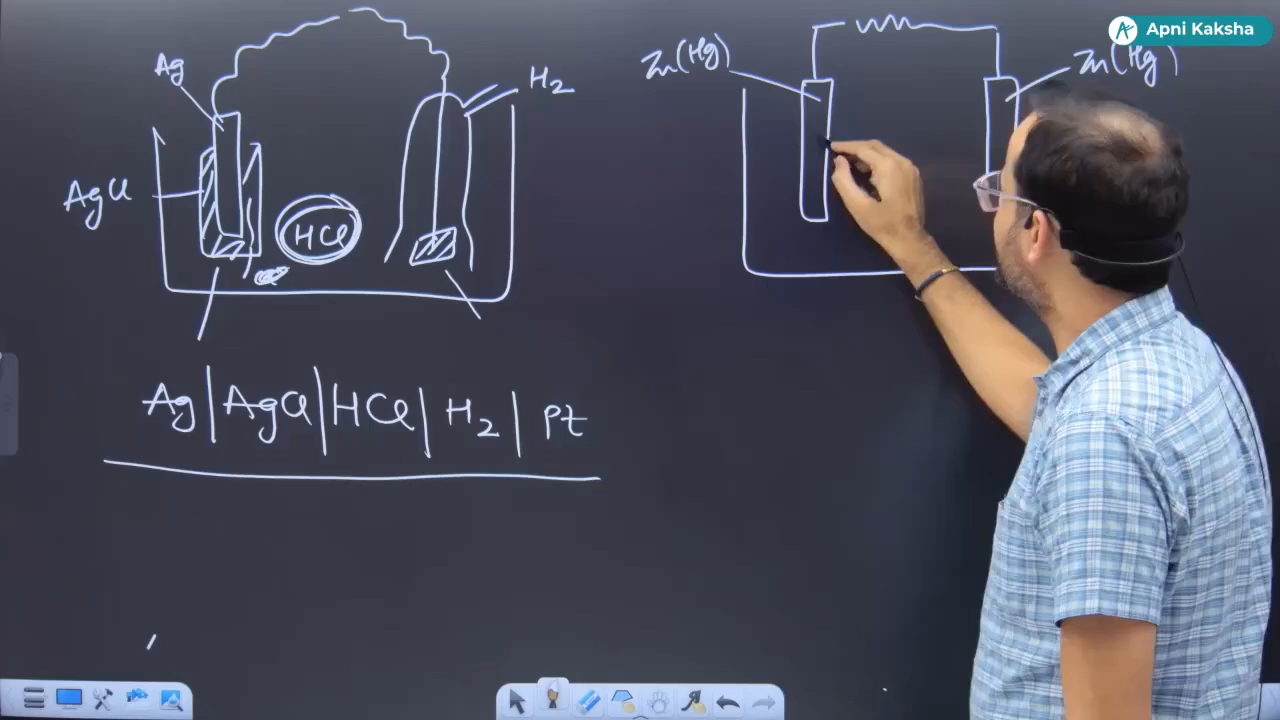 Apni Kaksha
Ag
H₂
AgCl
HCl
Zn(Hg)
Zn(Hg)
Ag|AgCl|HCl|H₂|Pt